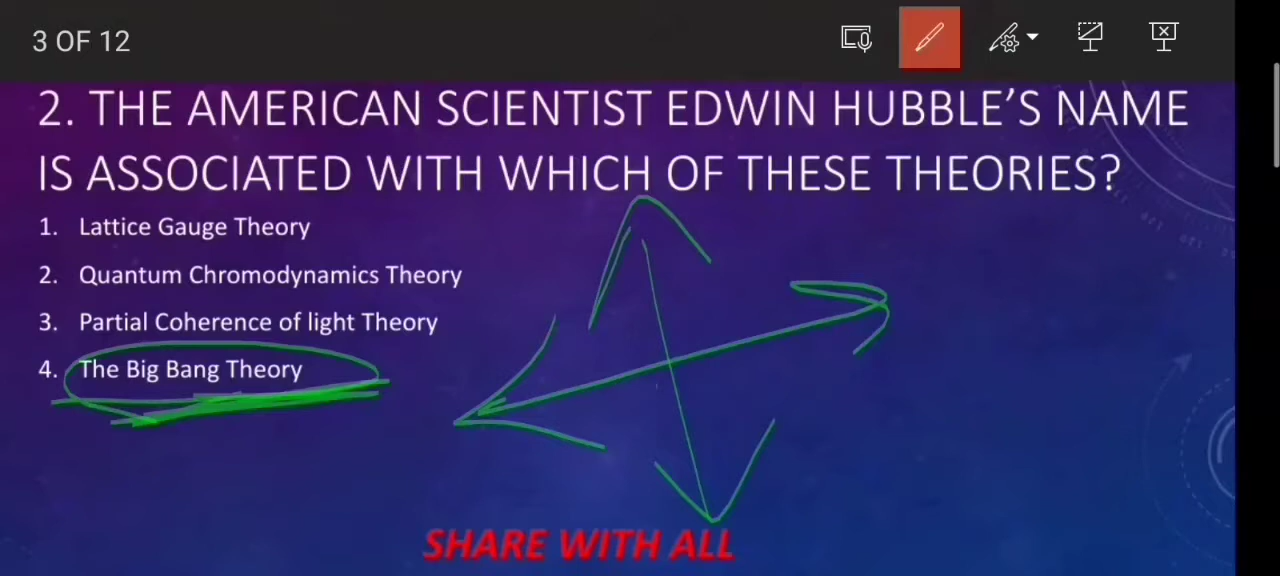 3 OF 12
2. THE AMERICAN SCIENTIST EDWIN HUBBLE’S NAME
IS ASSOCIATED WITH WHICH OF THESE THEORIES?
1. Lattice Gauge Theory
2. Quantum Chromodynamics Theory
3. Partial Coherence of light Theory
4. The Big Bang Theory
SHARE WITH ALL